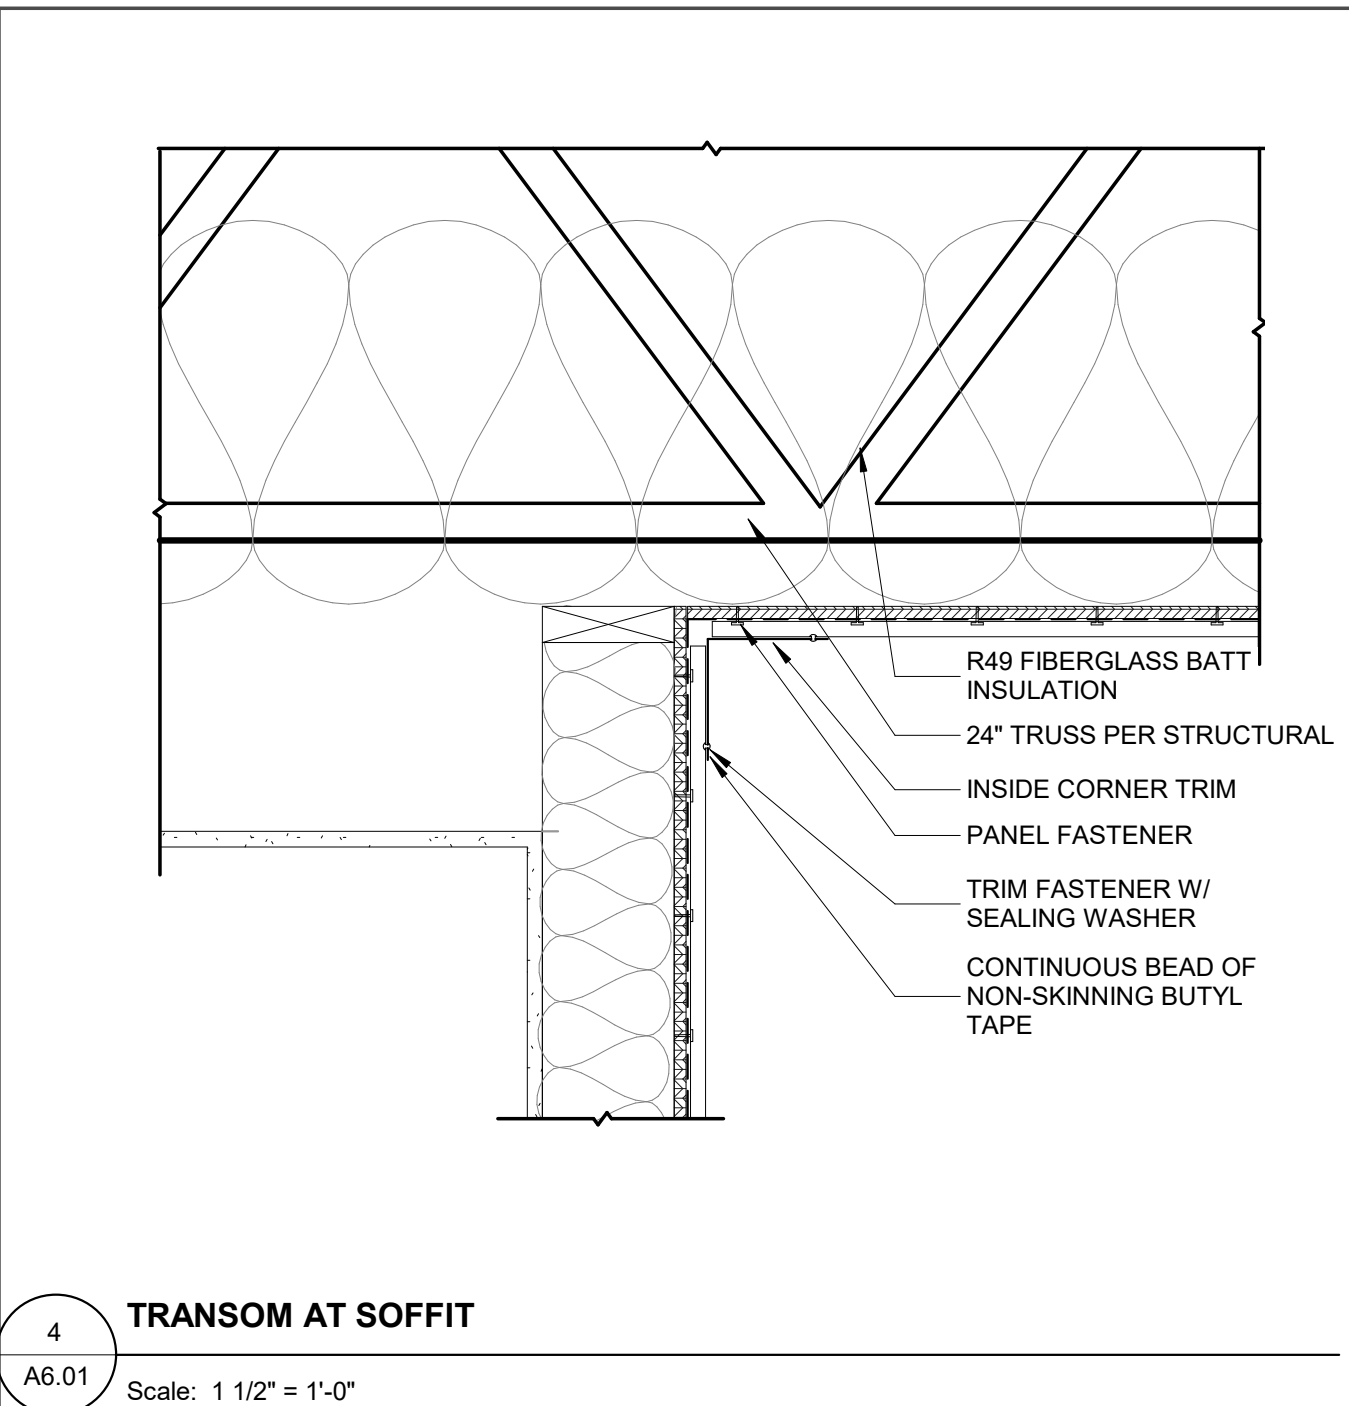 R49 FIBERGLASS BATT
INSULATION
24" TRUSS PER STRUCTURAL
INSIDE CORNER TRIM
PANEL FASTENER
TRIM FASTENER W/
SEALING WASHER
CONTINUOUS BEAD OF
NON-SKINNING BUTYL
TAPE
4
A6.01
TRANSOM AT SOFFIT
Scale: 1 1/2" = 1'-0"